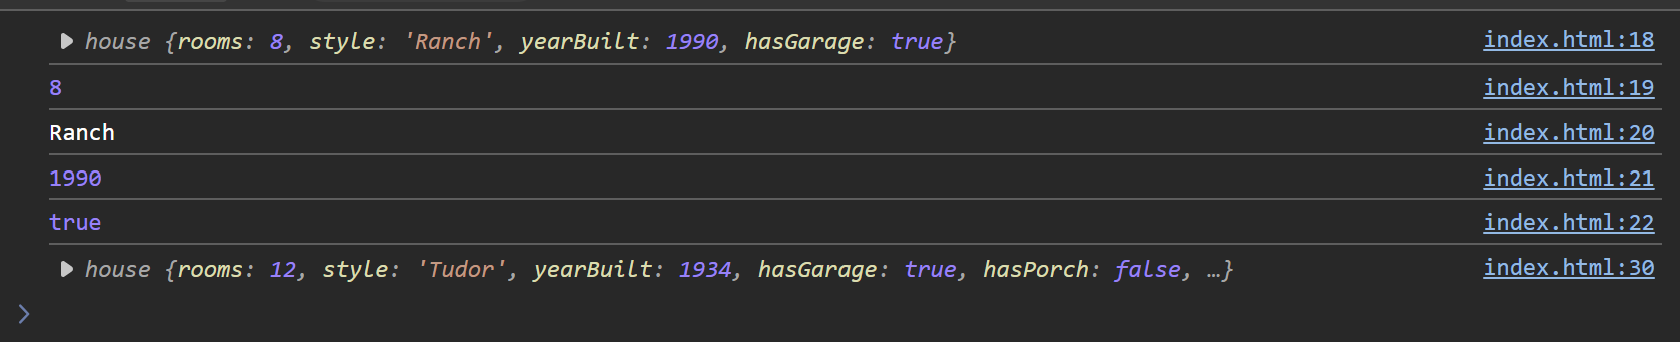 ▶ house {rooms: 8, style: 'Ranch', yearBuilt: 1990, hasGarage: true} index.html:18
8 index.html:19
Ranch index.html:20
1990 index.html:21
true index.html:22
▶ house {rooms: 12, style: 'Tudor', yearBuilt: 1934, hasGarage: true, hasPorch: false, …} index.html:30